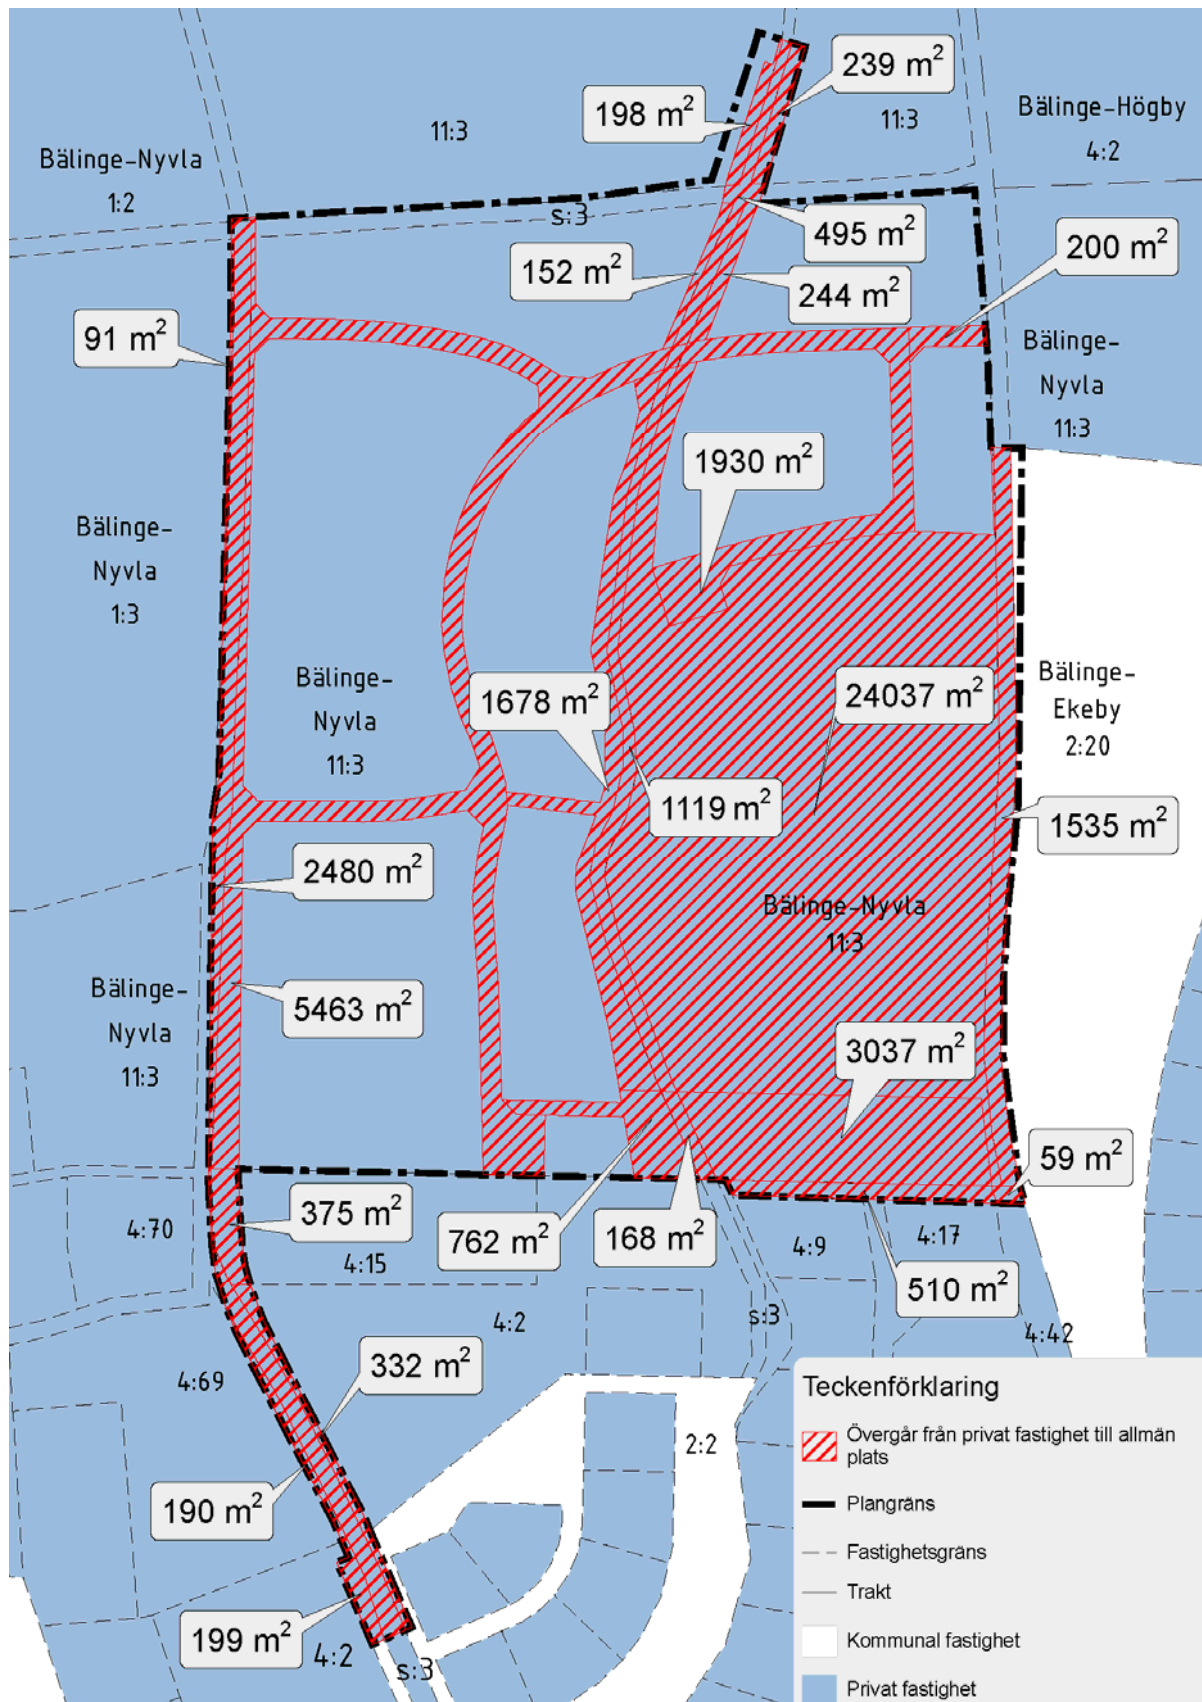 239 m²
198 m²
11:3
11:3
Bälinge-Högby
4:2
Bälinge-Nyvla
1:2
s:3
495 m²
200 m²
152 m²
244 m²
91 m²
Bälinge-
Nyvla
11:3
1930 m²
Bälinge-
Nyvla
1:3
Bälinge-
Nyvla
11:3
1678 m²
24037 m²
Bälinge-
Ekeby
2:20
1119 m²
1535 m²
2480 m²
Bälinge-Nyvla
11:3
Bälinge-
Nyvla
11:3
5463 m²
3037 m²
59 m²
375 m²
4:70
4:15
762 m²
168 m²
4:9
4:17
510 m²
4:2
s:3
4:42
332 m²
4:69
2:2
190 m²
199 m²
4:2
s:3
Teckenförklaring
Övergår från privat fastighet till allmän
plats
Plangräns
Fastighetsgräns
Trakt
Kommunal fastighet
Privat fastighet